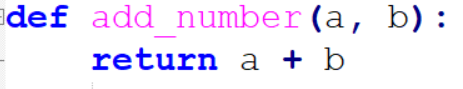 def add_number(a, b):
    return a + b